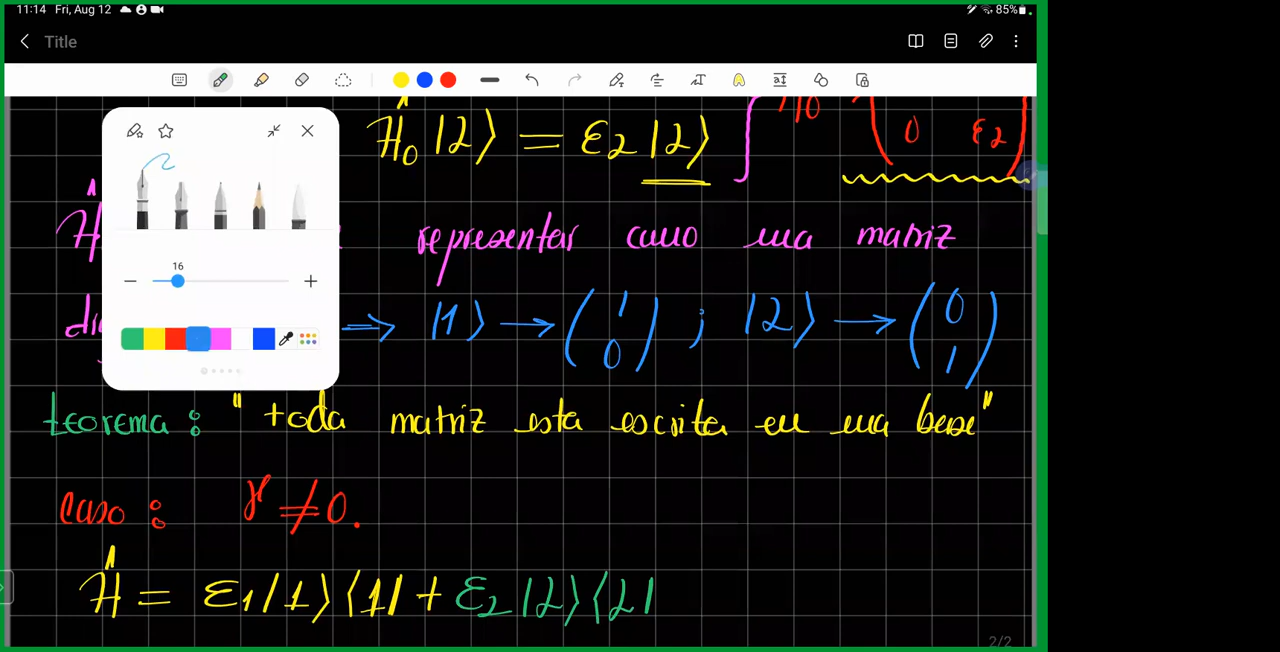 11:14 Fri, Aug 12 85%
Title
Ĥ₀ |2⟩ = ε₂ |2⟩ 0 ε₂
Ĥ representar como una matriz
16
⇒ |1⟩ → (1 0) ; |2⟩ → (0 1)
teorema: "toda matriz esta escrita en una base"
Caso: γ ≠ 0.
Ĥ = ε₁|1⟩⟨1| + ε₂|2⟩⟨2|
2/2